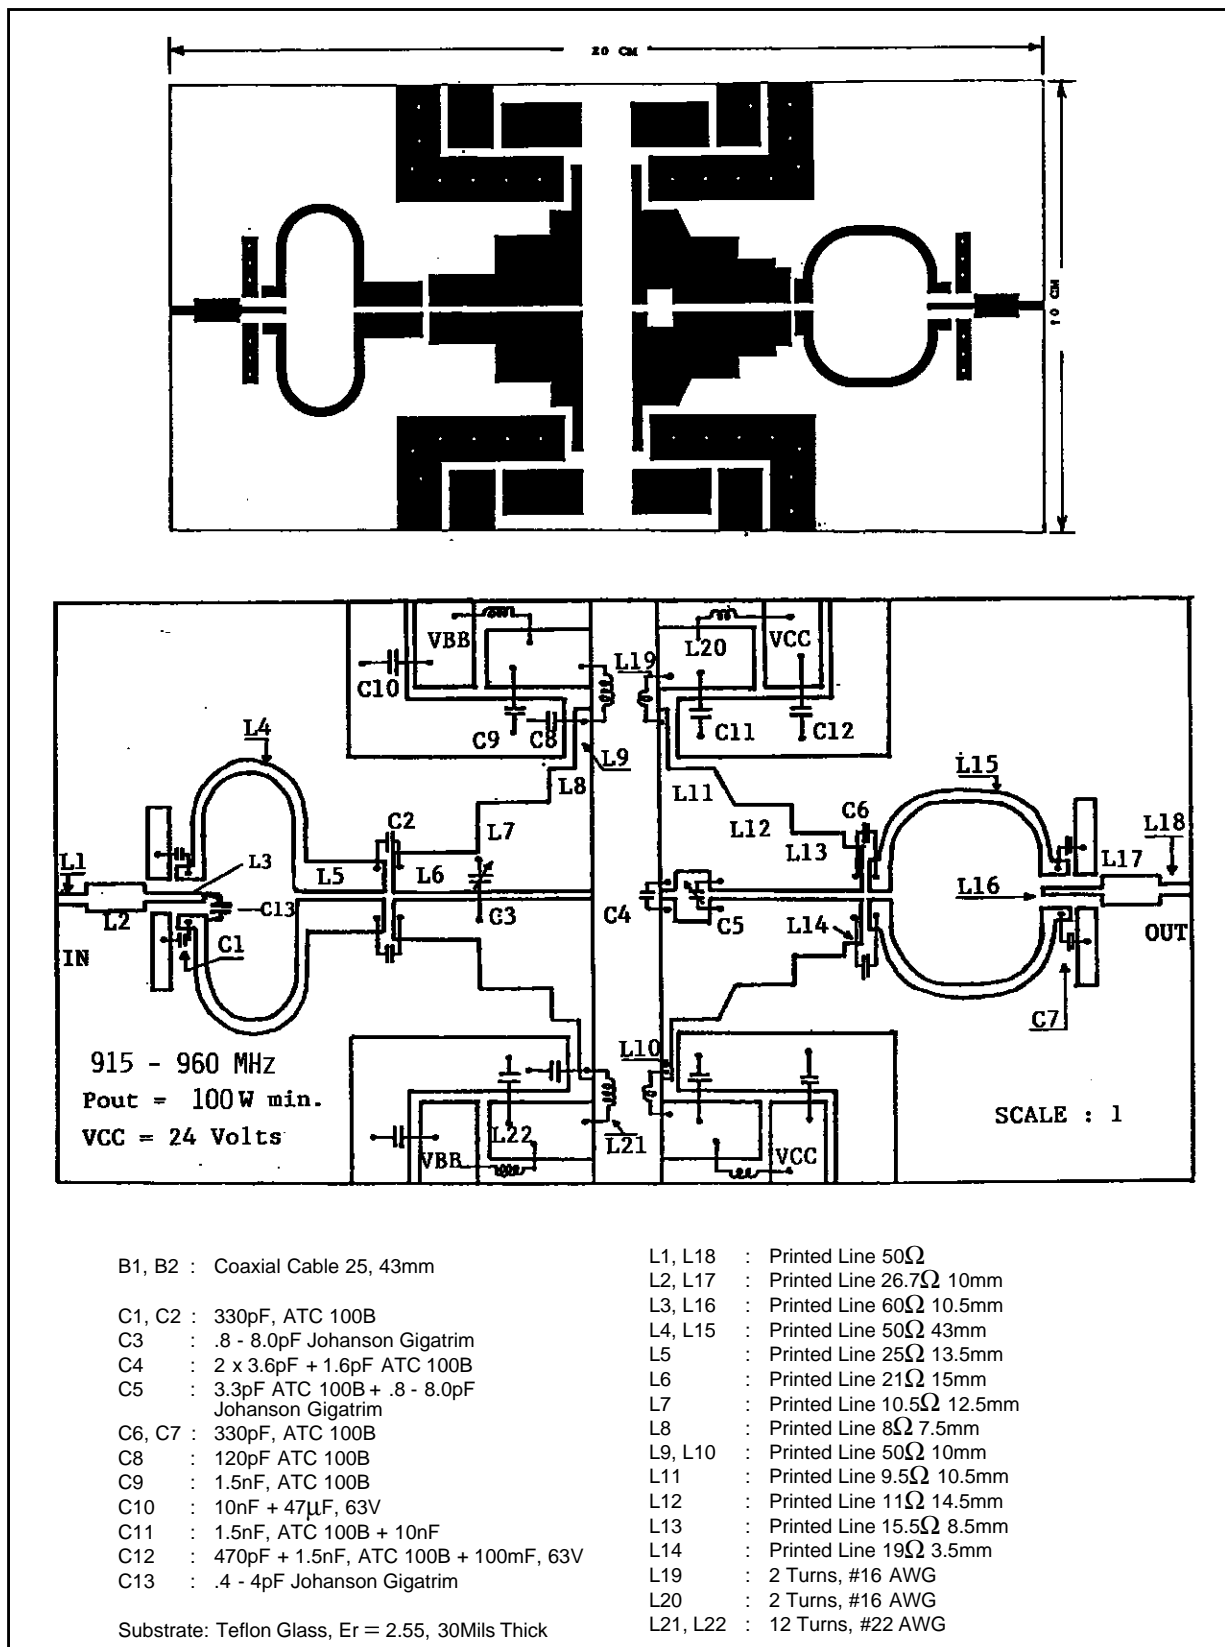 20 CM
10 CM
VBB
L20
VCC
L19
C10
C9
C8
C11
C12
L9
L4
L8
L11
L15
C2
C6
L7
L12
L18
L1
L3
L5
L6
L13
L17
C13
L2
C3
C4
C5
L14
L16
IN
C1
OUT
C7
915 - 960 MHz
Pout = 100W min.
VCC = 24 Volts
L10
SCALE : 1
L22
L21
VBB
VCC
B1, B2 : Coaxial Cable 25, 43mm
C1, C2 : 330pF, ATC 100B
C3 : .8 - 8.0pF Johanson Gigatrim
C4 : 2 x 3.6pF + 1.6pF ATC 100B
C5 : 3.3pF ATC 100B + .8 - 8.0pF
Johanson Gigatrim
C6, C7 : 330pF, ATC 100B
C8 : 120pF ATC 100B
C9 : 1.5nF, ATC 100B
C10 : 10nF + 47μF, 63V
C11 : 1.5nF, ATC 100B + 10nF
C12 : 470pF + 1.5nF, ATC 100B + 100mF, 63V
C13 : .4 - 4pF Johanson Gigatrim
Substrate: Teflon Glass, Er = 2.55, 30Mils Thick
L1, L18 : Printed Line 50Ω
L2, L17 : Printed Line 26.7Ω 10mm
L3, L16 : Printed Line 60Ω 10.5mm
L4, L15 : Printed Line 50Ω 43mm
L5 : Printed Line 25Ω 13.5mm
L6 : Printed Line 21Ω 15mm
L7 : Printed Line 10.5Ω 12.5mm
L8 : Printed Line 8Ω 7.5mm
L9, L10 : Printed Line 50Ω 10mm
L11 : Printed Line 9.5Ω 10.5mm
L12 : Printed Line 11Ω 14.5mm
L13 : Printed Line 15.5Ω 8.5mm
L14 : Printed Line 19Ω 3.5mm
L19 : 2 Turns, #16 AWG
L20 : 2 Turns, #16 AWG
L21, L22 : 12 Turns, #22 AWG